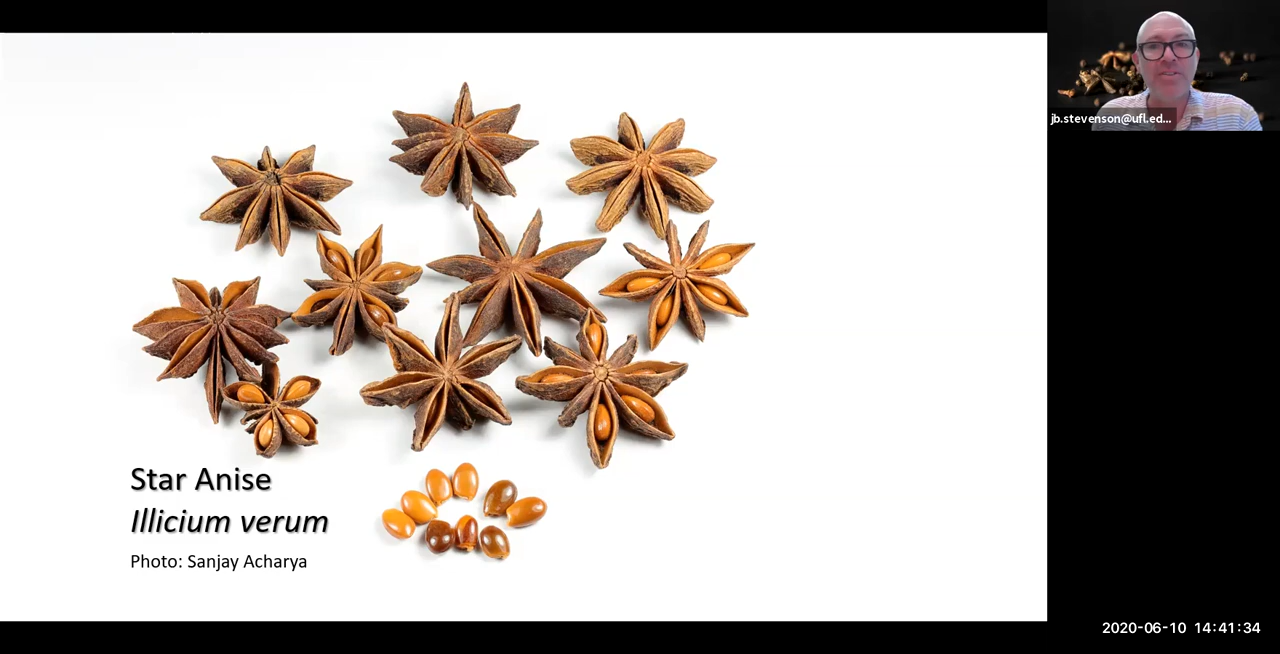 jb.stevenson@ufl.ed...
Star Anise
Illicium verum
Photo: Sanjay Acharya
2020-06-10 14:41:34